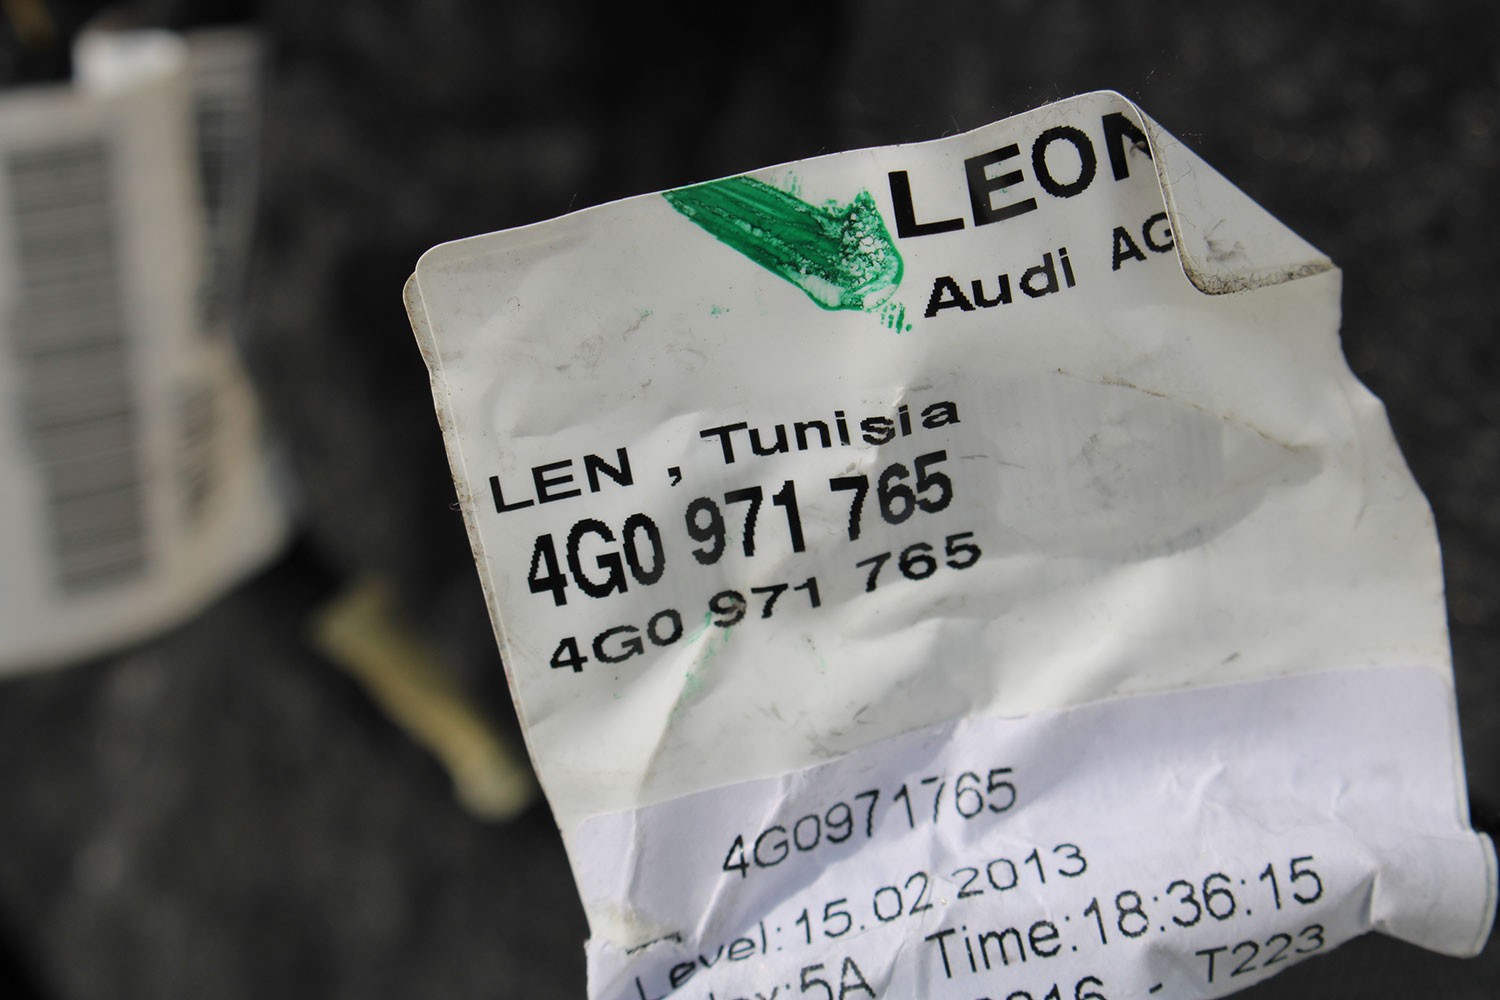 LEON
Audi AG
LEN , Tunisia
4G0 971 765
4G0 971 765
4G0971765
Level:15.02.2013
Time:18:36:15
:5A
- T223